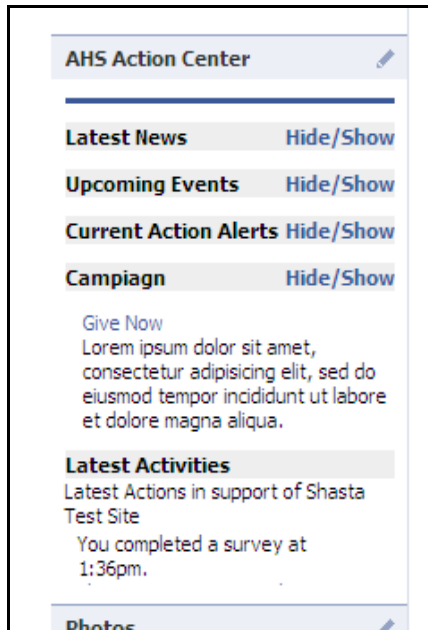 AHS Action Center
Latest News Hide/Show
Upcoming Events Hide/Show
Current Action Alerts Hide/Show
Campiagn Hide/Show
Give Now
Lorem ipsum dolor sit amet,
consectetur adipisicing elit, sed do
eiusmod tempor incididunt ut labore
et dolore magna aliqua.
Latest Activities
Latest Actions in support of Shasta
Test Site
You completed a survey at
1:36pm.
Photos